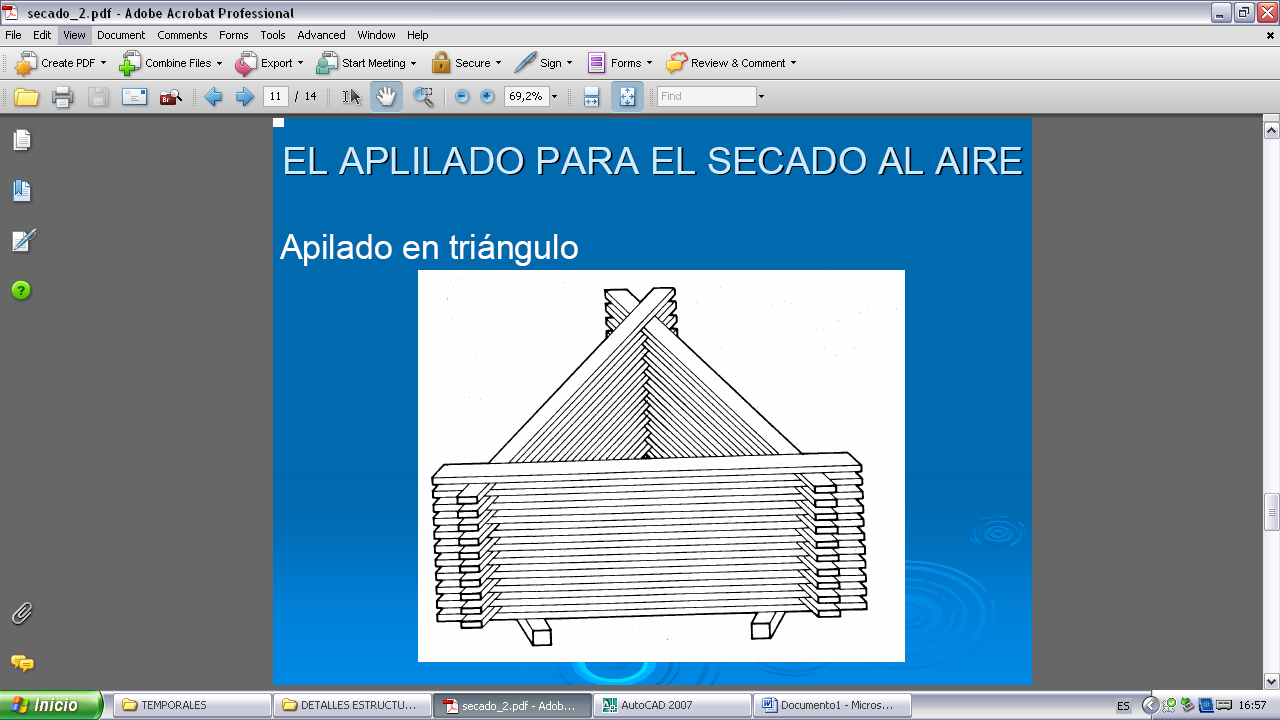 secado_2.pdf - Adobe Acrobat Professional
File Edit View Document Comments Forms Tools Advanced Window Help
Create PDF Combine Files Export Start Meeting Secure Sign Forms Review & Comment
11 / 14 69,2% Find
EL APLILADO PARA EL SECADO AL AIRE
Apilado en triángulo
Inicio TEMPORALES DETALLES ESTRUCTU... secado_2.pdf - Adob... AutoCAD 2007 Documento1 - Micros... ES 16:57